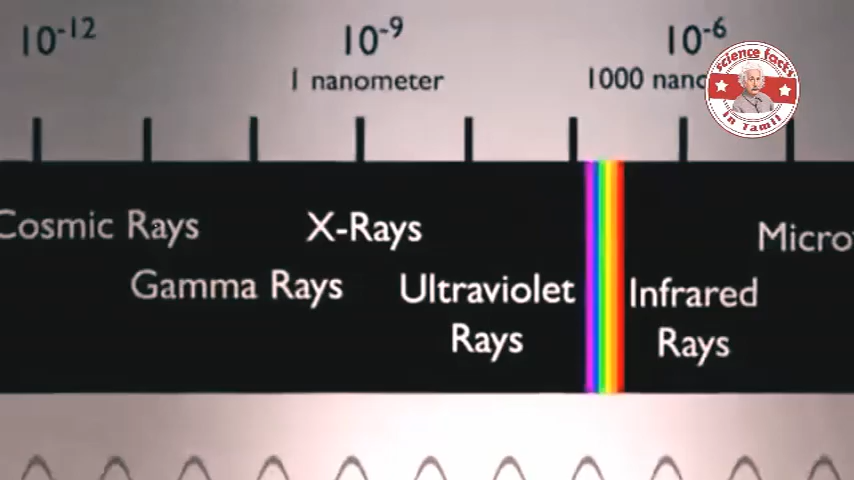 10-12
10-9
10-6
1 nanometer
1000 nano
science facts
in Tamil
Cosmic Rays
X-Rays
Micro
Gamma Rays
Ultraviolet
Rays
Infrared
Rays